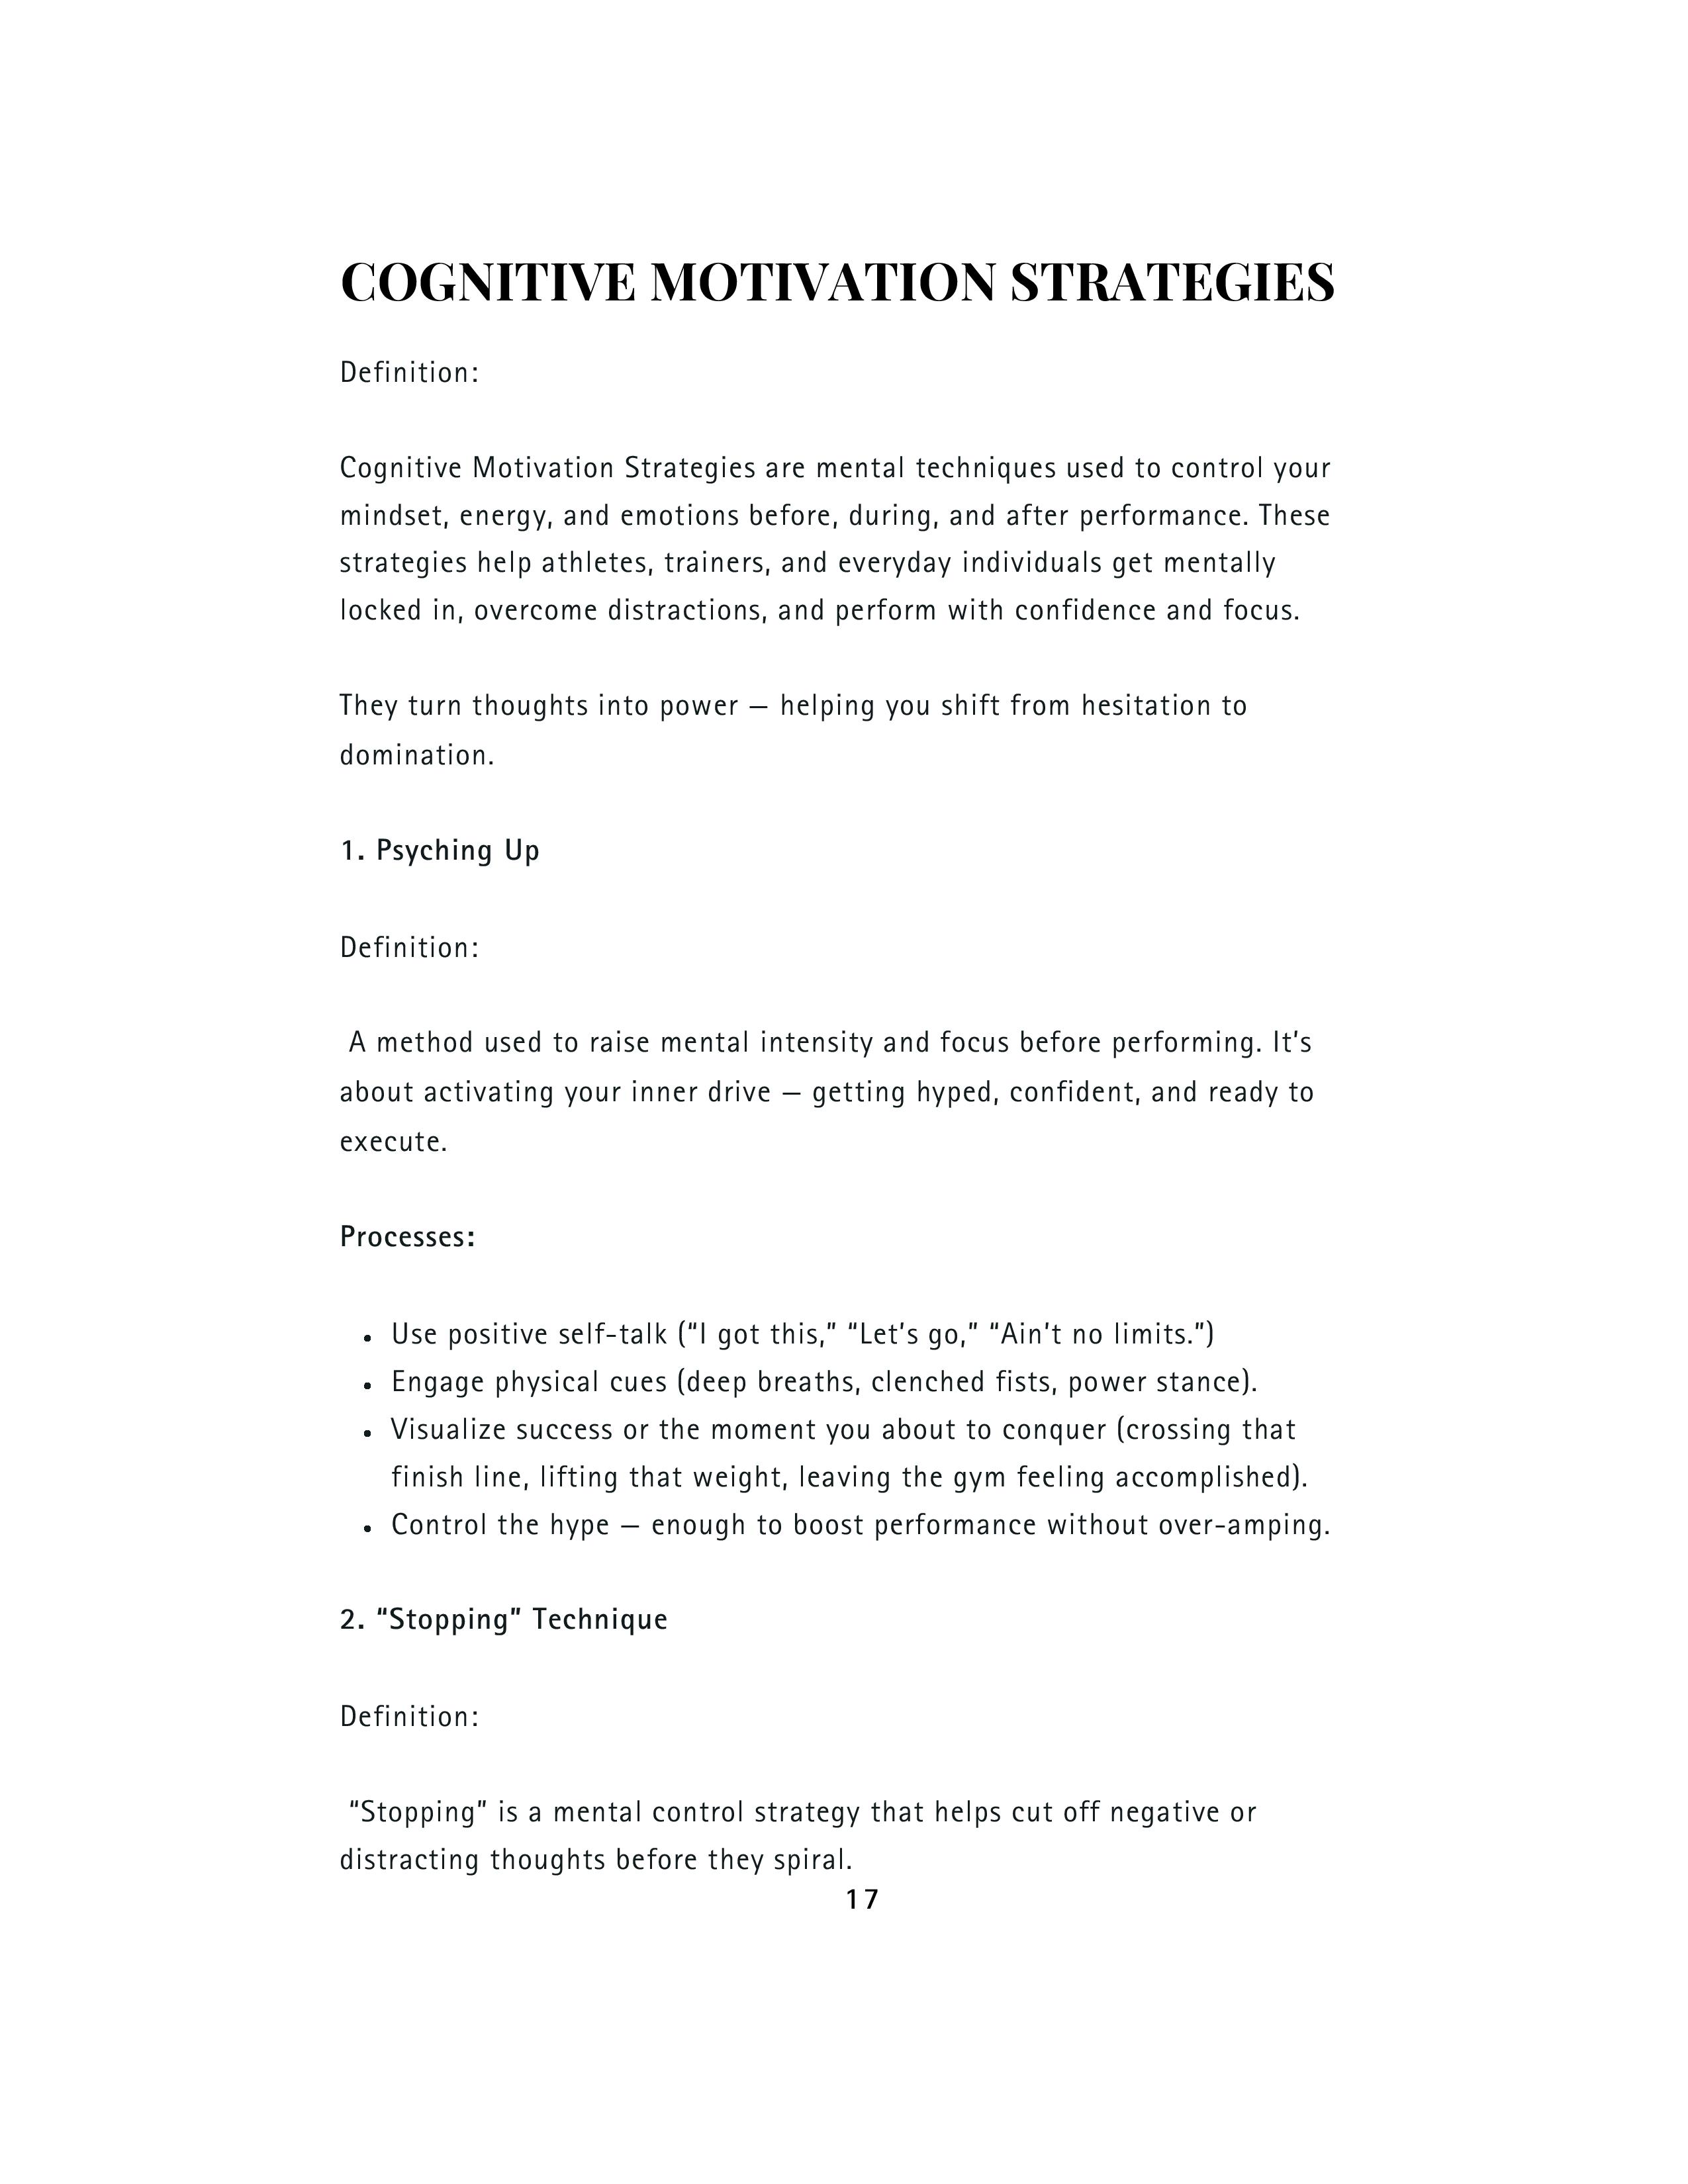 COGNITIVE MOTIVATION STRATEGIES
Definition:
Cognitive Motivation Strategies are mental techniques used to control your
mindset, energy, and emotions before, during, and after performance. These
strategies help athletes, trainers, and everyday individuals get mentally
locked in, overcome distractions, and perform with confidence and focus.
They turn thoughts into power — helping you shift from hesitation to
domination.
1. Psyching Up
Definition:
A method used to raise mental intensity and focus before performing. It’s
about activating your inner drive — getting hyped, confident, and ready to
execute.
Processes:
• Use positive self-talk (“I got this,” “Let’s go,” “Ain’t no limits.”)
• Engage physical cues (deep breaths, clenched fists, power stance).
• Visualize success or the moment you about to conquer (crossing that
finish line, lifting that weight, leaving the gym feeling accomplished).
• Control the hype — enough to boost performance without over-amping.
2. “Stopping” Technique
Definition:
“Stopping” is a mental control strategy that helps cut off negative or
distracting thoughts before they spiral.
17